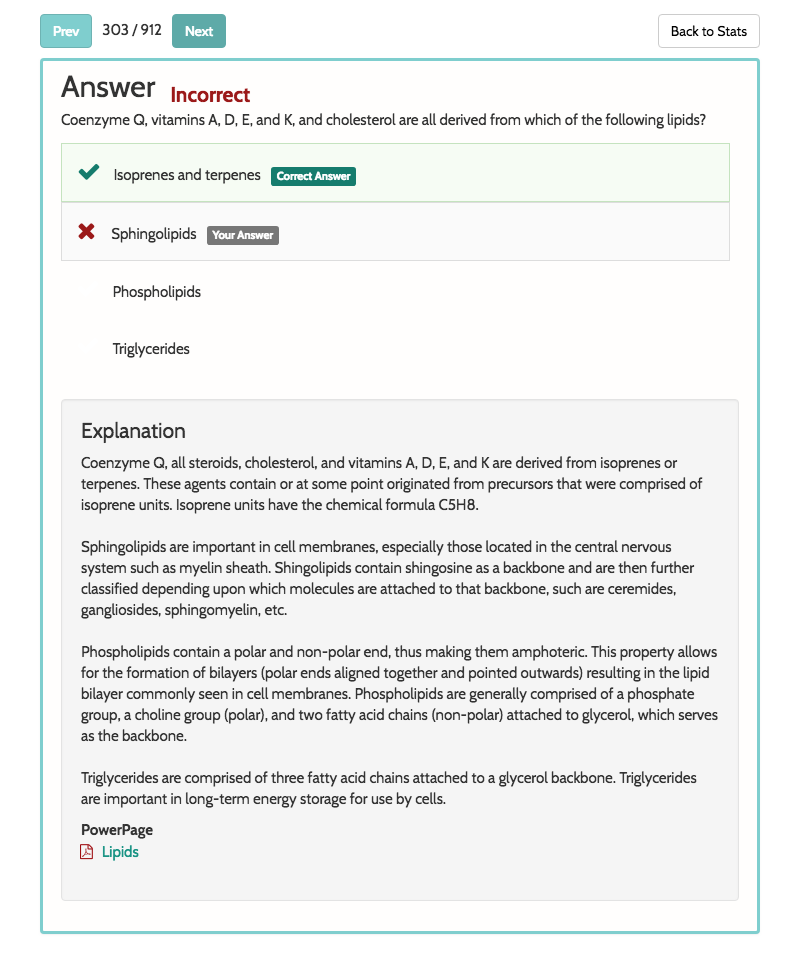 Prev 303 / 912 Next Back to Stats
Answer Incorrect
Coenzyme Q, vitamins A, D, E, and K, and cholesterol are all derived from which of the following lipids?
Isoprenes and terpenes Correct Answer
Sphingolipids Your Answer
Phospholipids
Triglycerides
Explanation
Coenzyme Q, all steroids, cholesterol, and vitamins A, D, E, and K are derived from isoprenes or
terpenes. These agents contain or at some point originated from precursors that were comprised of
isoprene units. Isoprene units have the chemical formula C5H8.
Sphingolipids are important in cell membranes, especially those located in the central nervous
system such as myelin sheath. Shingolipids contain shingosine as a backbone and are then further
classified depending upon which molecules are attached to that backbone, such are ceremides,
gangliosides, sphingomyelin, etc.
Phospholipids contain a polar and non-polar end, thus making them amphoteric. This property allows
for the formation of bilayers (polar ends aligned together and pointed outwards) resulting in the lipid
bilayer commonly seen in cell membranes. Phospholipids are generally comprised of a phosphate
group, a choline group (polar), and two fatty acid chains (non-polar) attached to glycerol, which serves
as the backbone.
Triglycerides are comprised of three fatty acid chains attached to a glycerol backbone. Triglycerides
are important in long-term energy storage for use by cells.
PowerPage
Lipids